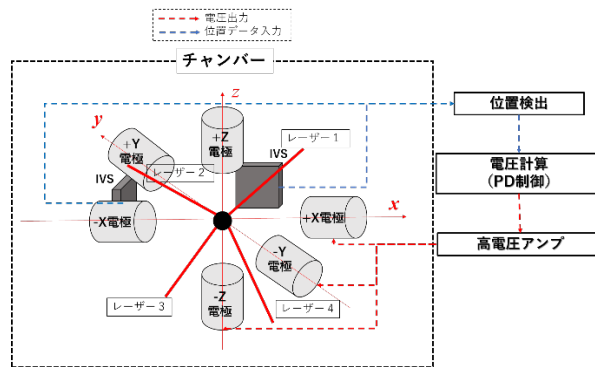 電圧出力
位置データ入力
チャンバー
z
y
+Y
電極
+Z
電極
レーザー1
IVS
IVS
レーザー2
-X電極
+X電極
x
-Y
電極
-Z
電極
レーザー3
レーザー4
位置検出
電圧計算
（PD制御）
高電圧アンプ